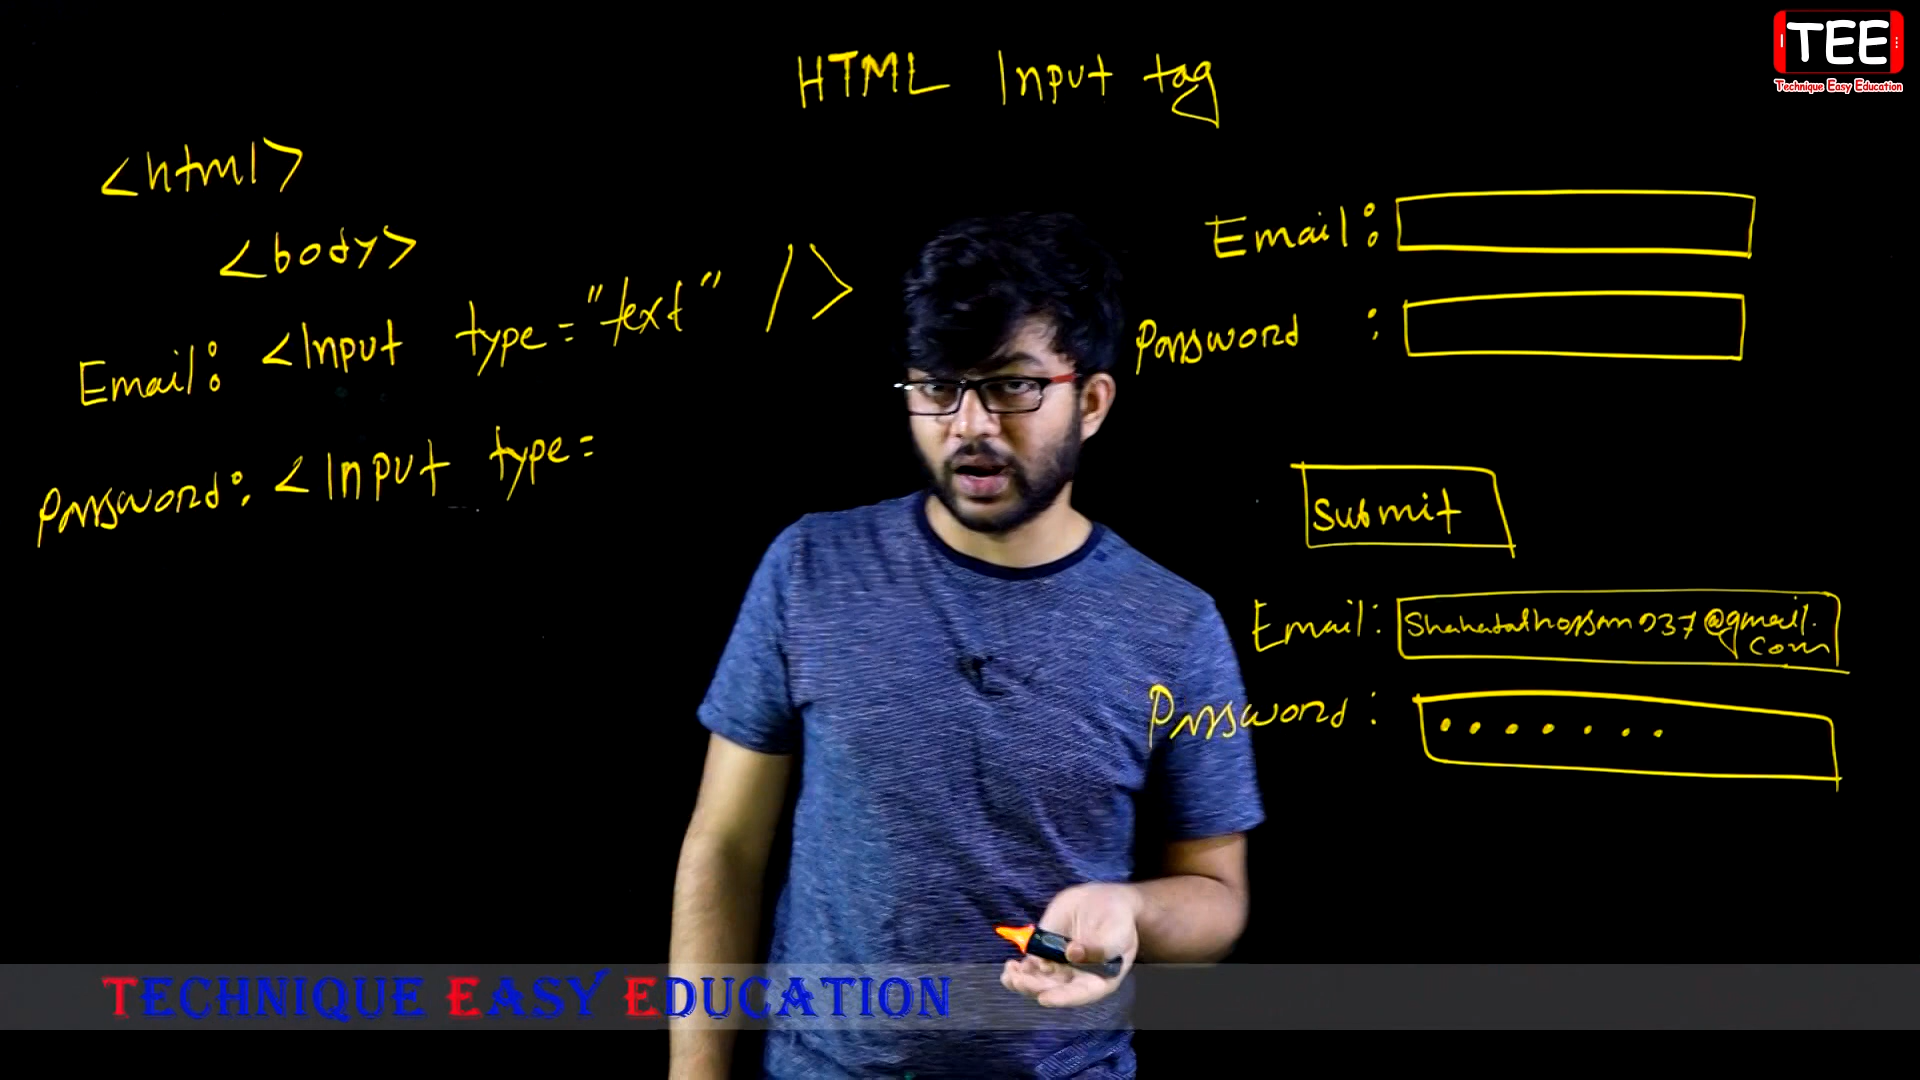 HTML Input tag
TEE
Technique Easy Education
<html>
<body>
Email: <Input type="text" />
Password: <Input type=
Email:
Password :
Submit
Email:
@gmail.
com
Password:
TECHNIQUE EASY EDUCATION